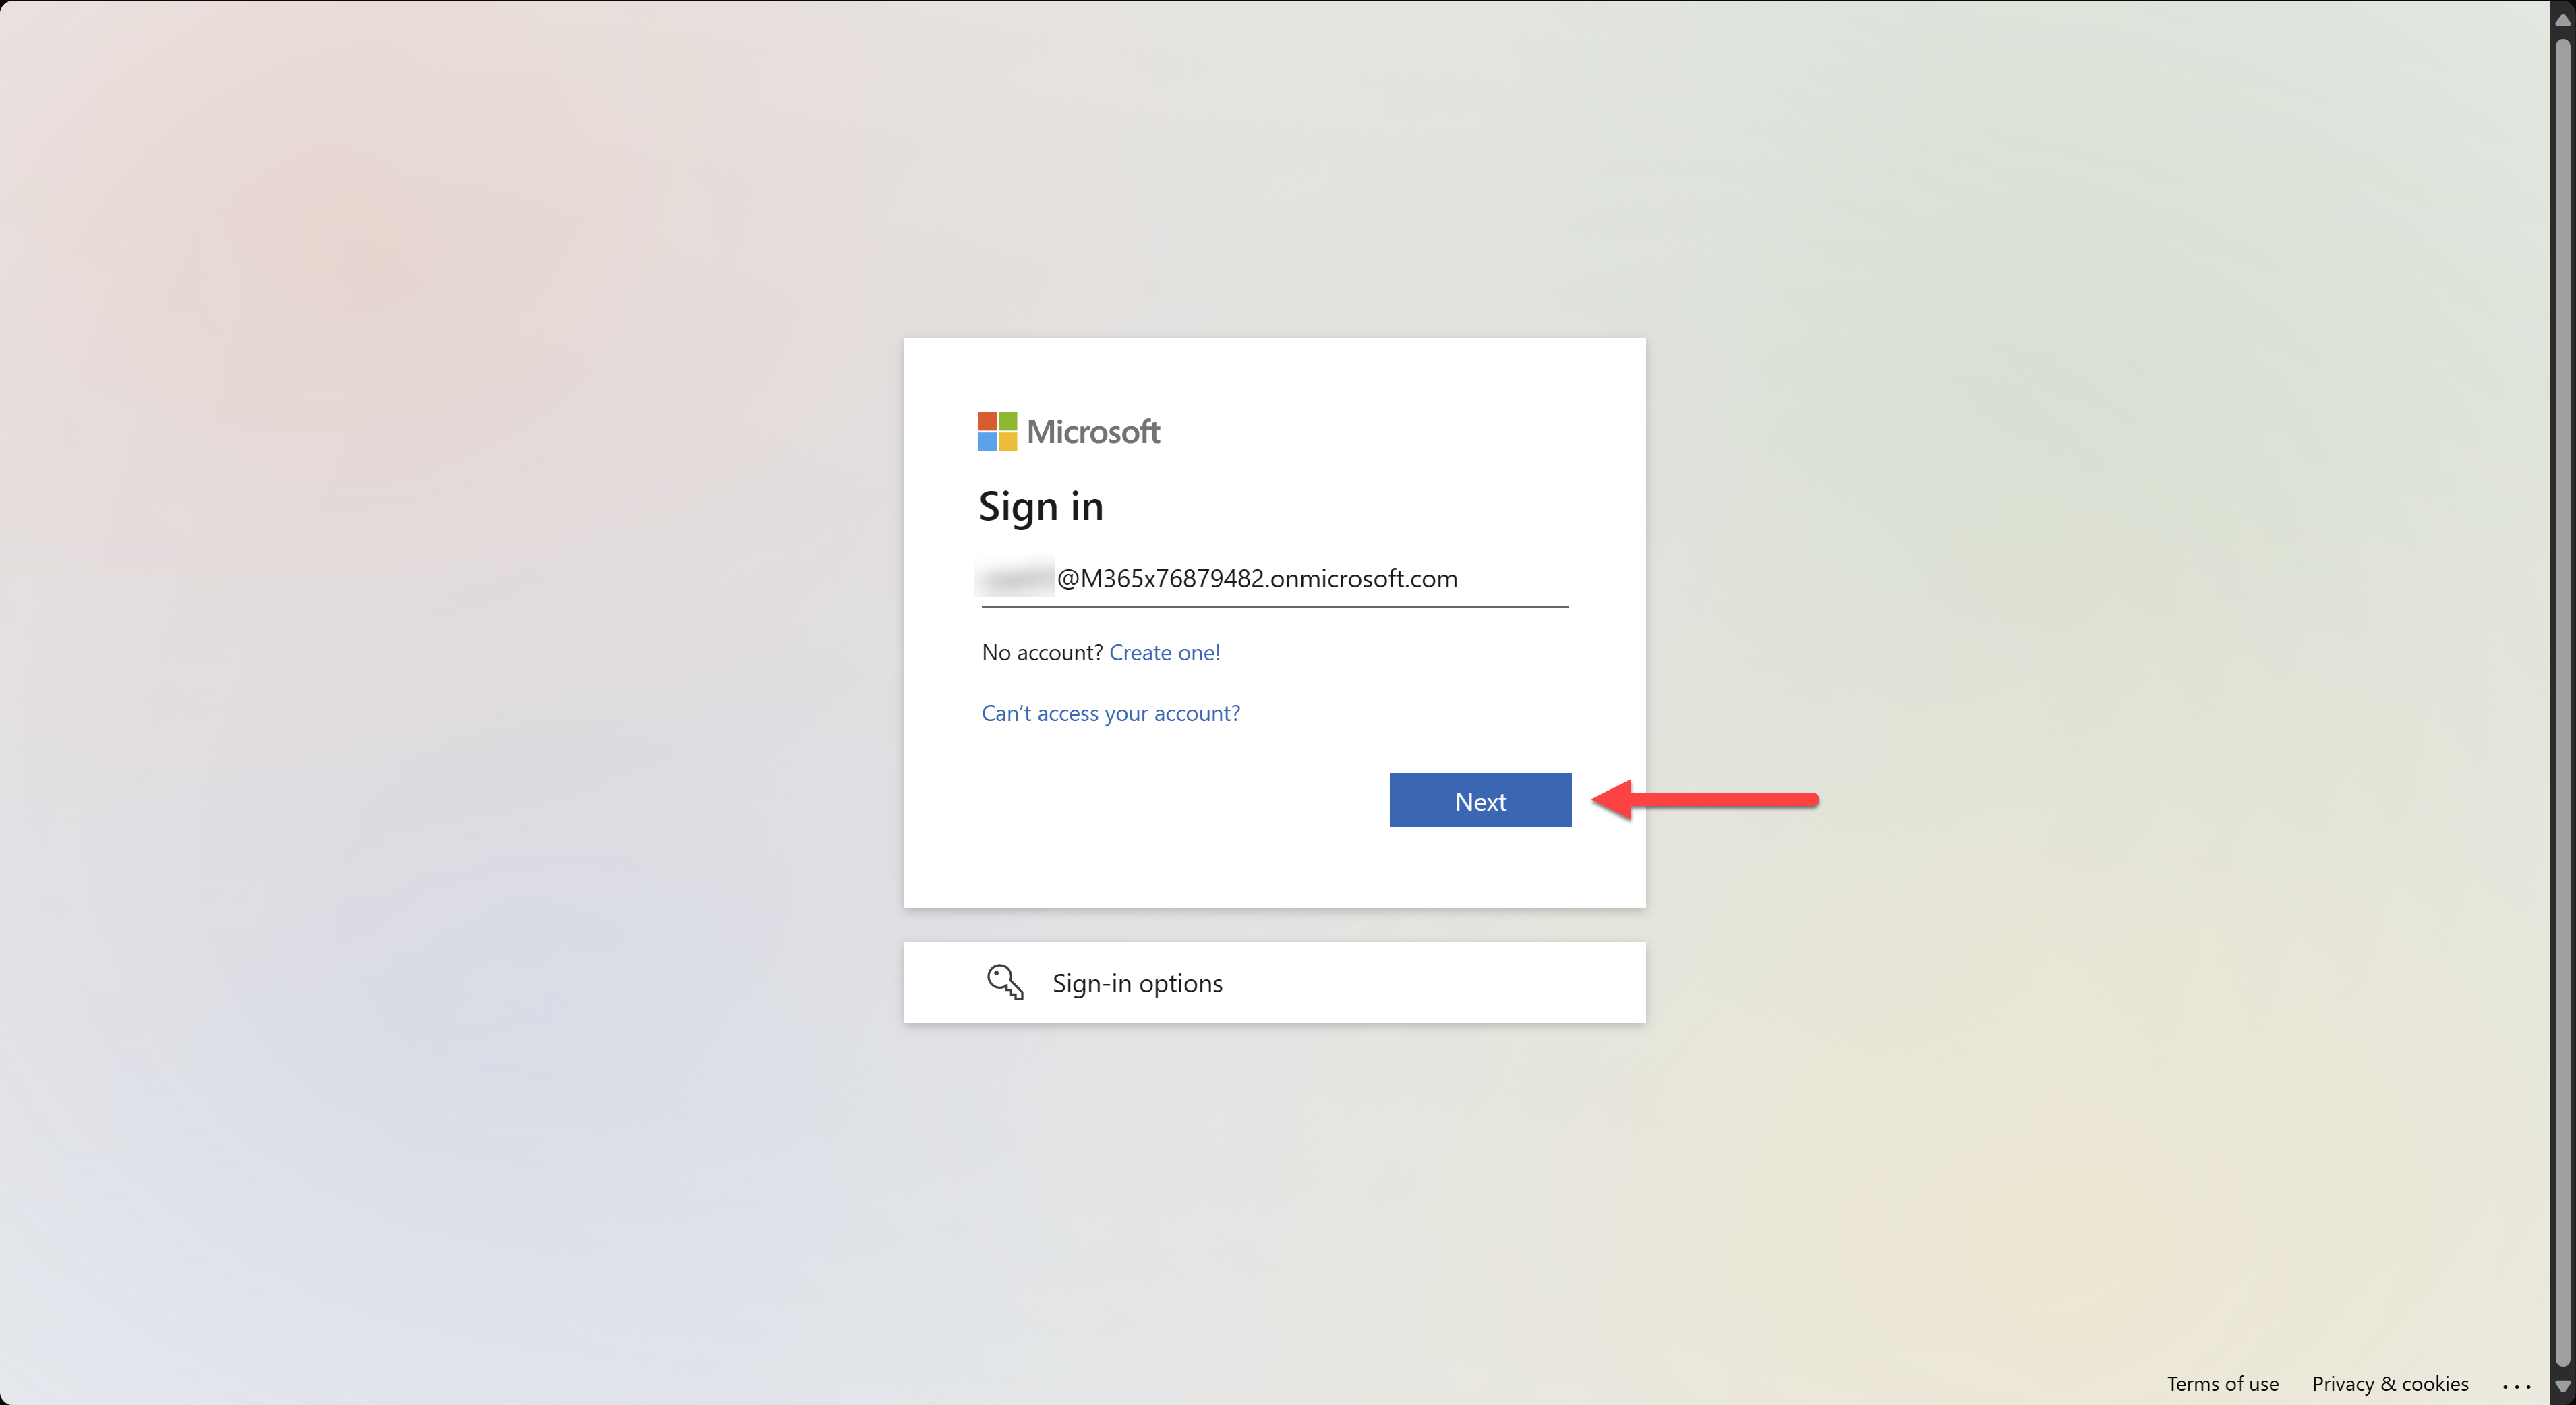 Microsoft
Sign in
@M365x76879482.onmicrosoft.com
No account? Create one!
Can't access your account?
Next
Sign-in options
Terms of use Privacy & cookies ...